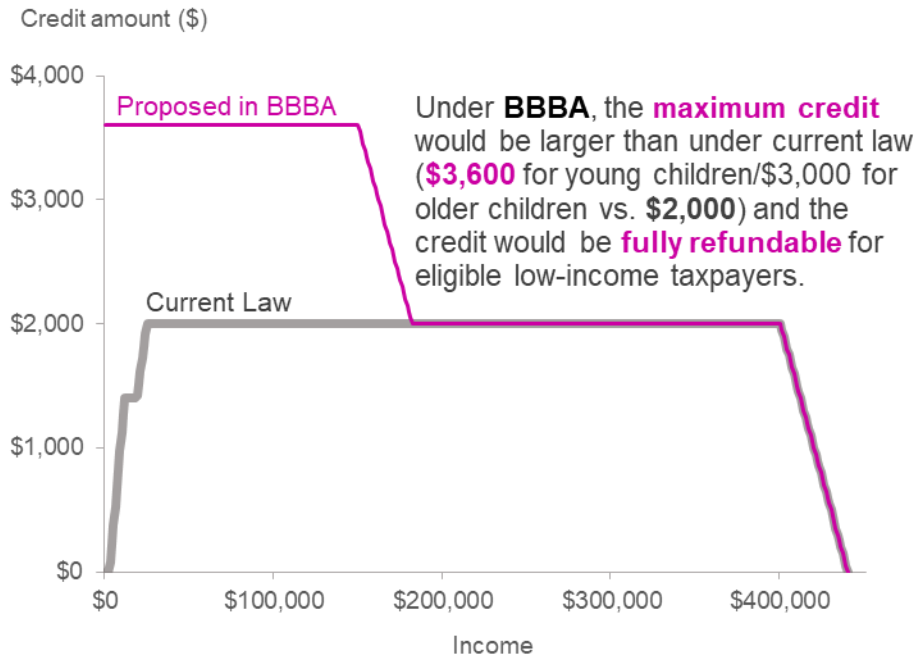 Credit amount ($)
$4,000
Proposed in BBBA
Under BBBA, the maximum credit
would be larger than under current law
($3,600 for young children/$3,000 for
older children vs. $2,000) and the
credit would be fully refundable for
eligible low-income taxpayers.
$3,000
Current Law
$2,000
$1,000
$0
$0
$100,000
$200,000
$300,000
$400,000
Income